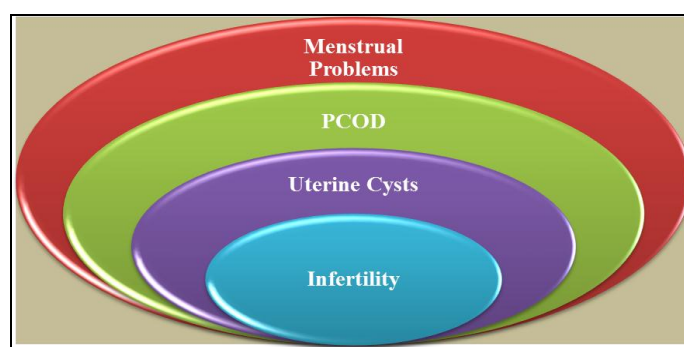 Menstrual
Problems
PCOD
Uterine Cysts
Infertility